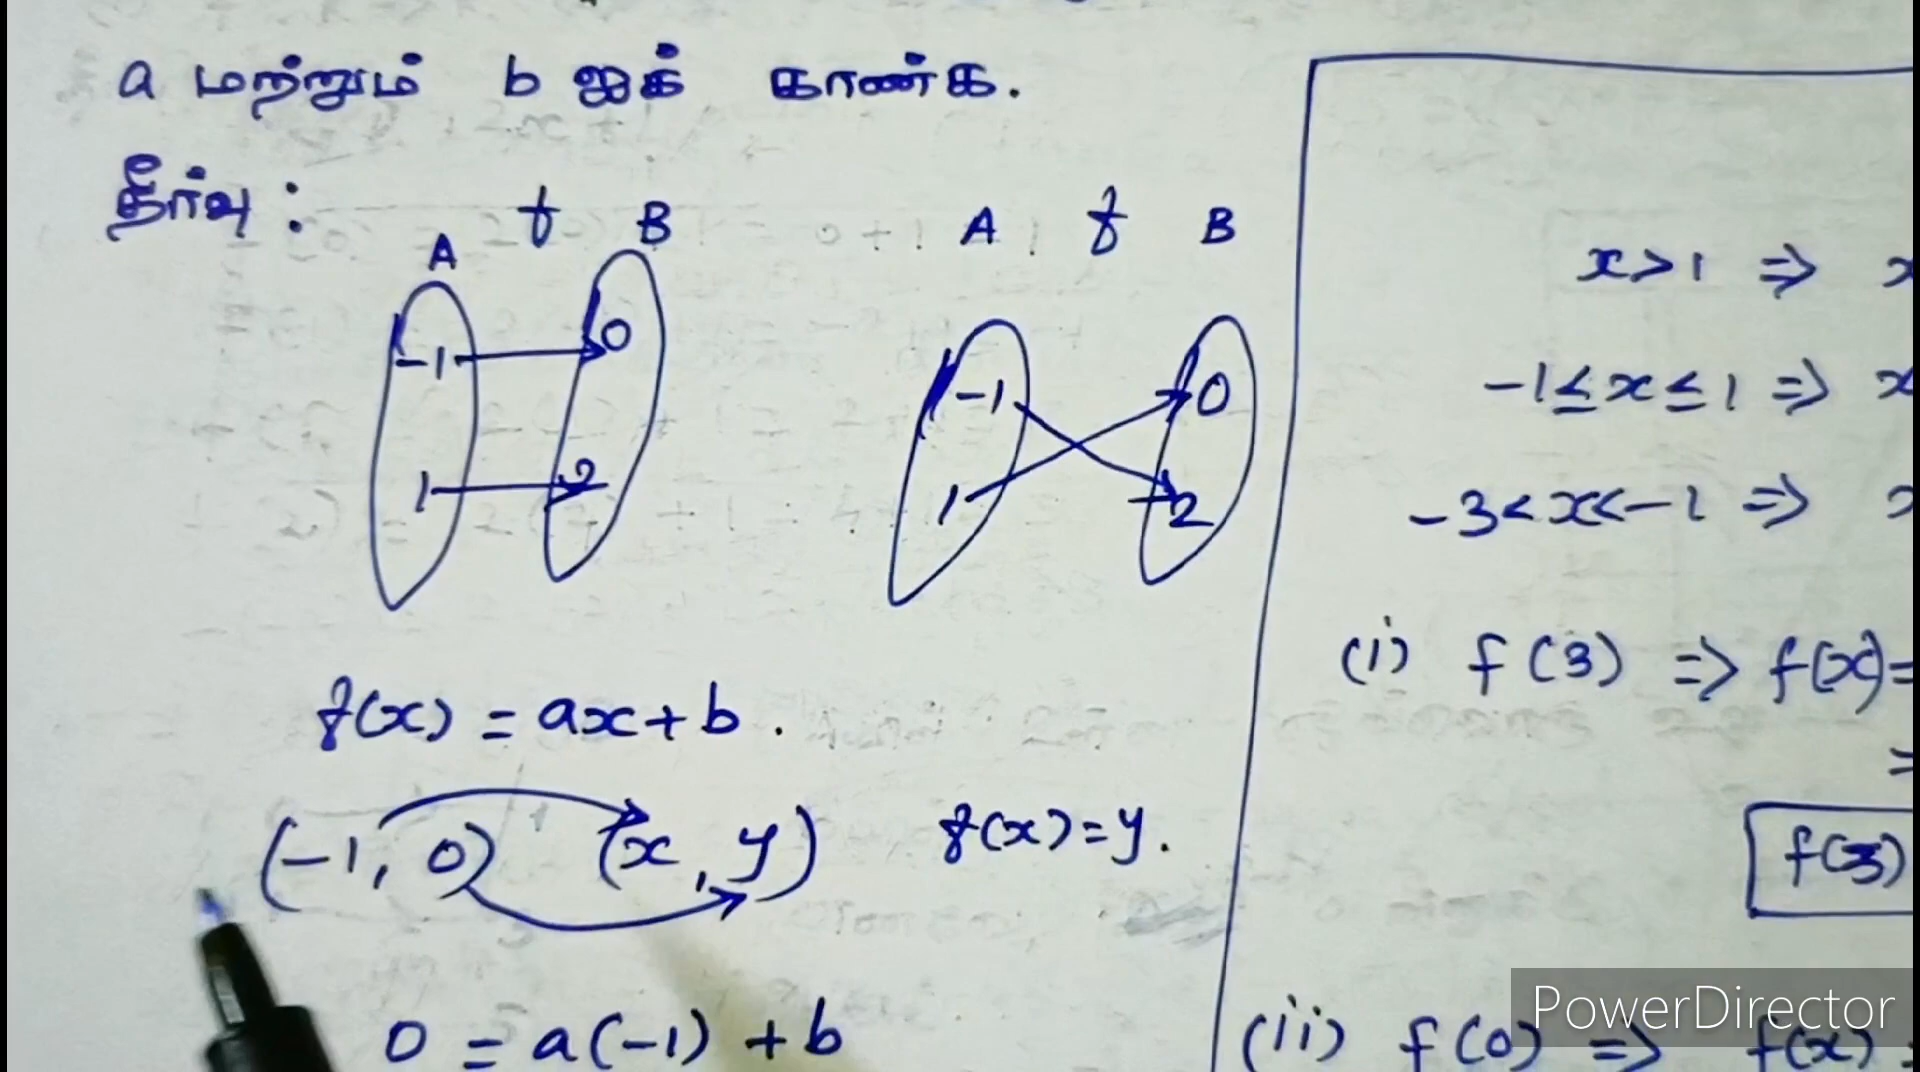 a மற்றும் b ஐக் காண்க.
தீர்வு :
A f B
-1 0
1 2
A f B
-1 0
1 2
f(x) = ax + b .
(-1, 0) (x, y) f(x) = y .
0 = a(-1) + b
x > 1 ⇒ x
-1 ≤ x ≤ 1 ⇒ x
-3 < x < -1 ⇒
(i) f(3) ⇒ f(x) =
=
f(3)
(ii) f(0) ⇒ f(x) =
PowerDirector